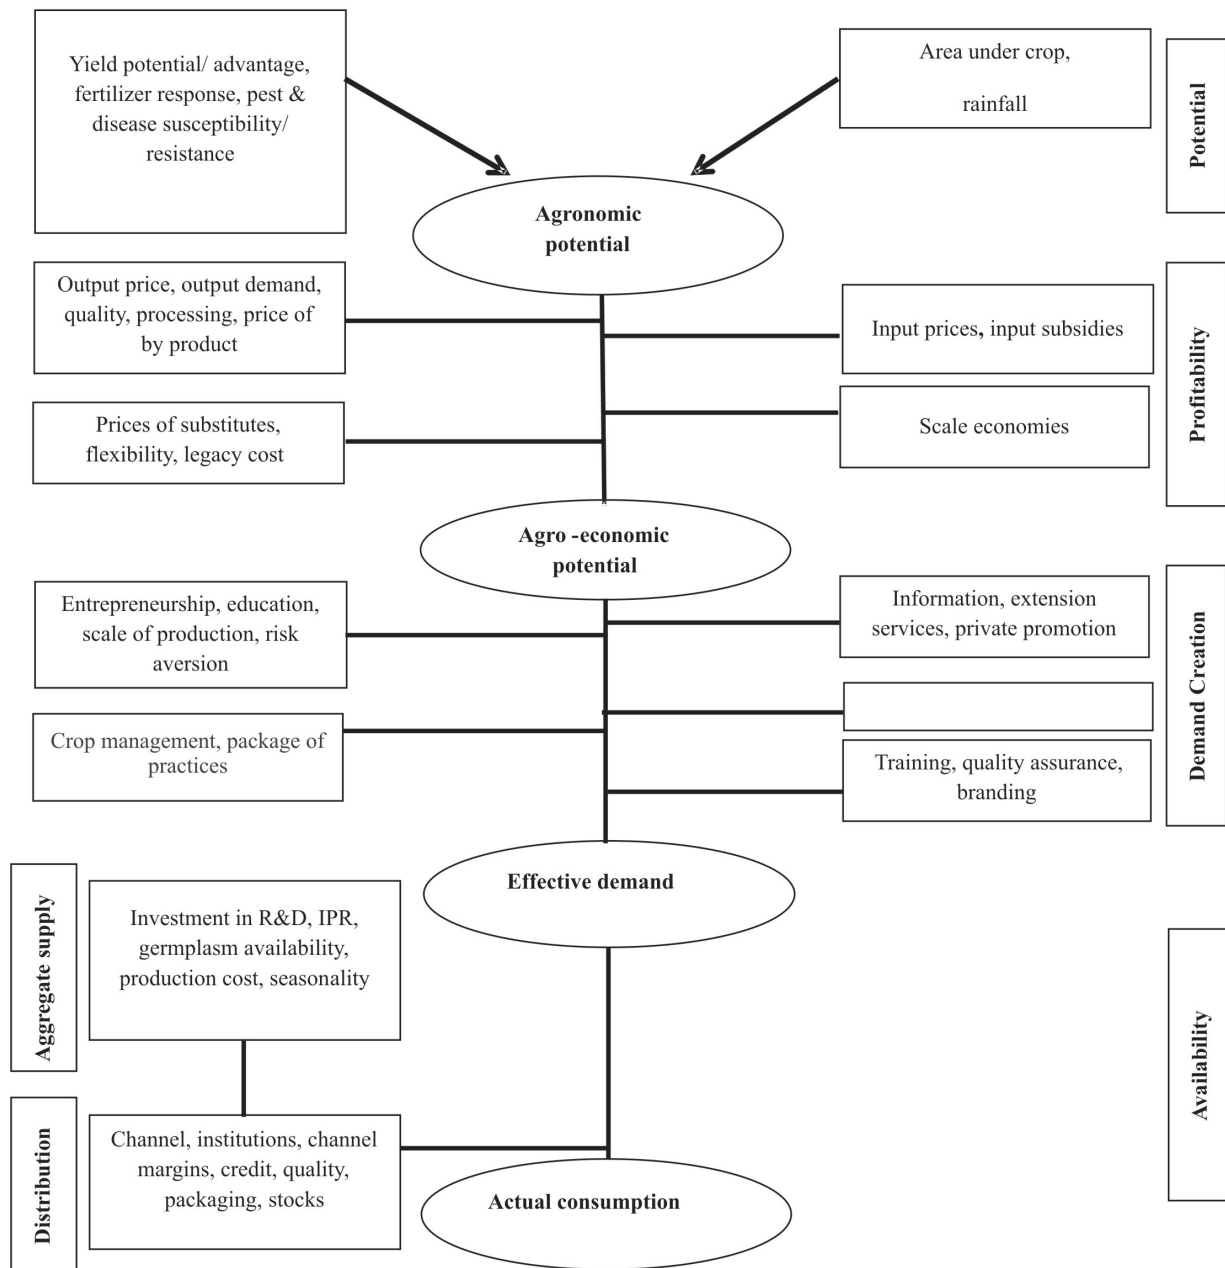 Yield potential/ advantage,
fertilizer response, pest &
disease susceptibility/
resistance
Area under crop,
rainfall
Potential
Agronomic
potential
Output price, output demand,
quality, processing, price of
by product
Input prices, input subsidies
Profitability
Prices of substitutes,
flexibility, legacy cost
Scale economies
Agro -economic
potential
Entrepreneurship, education,
scale of production, risk
aversion
Information, extension
services, private promotion
Demand Creation
Crop management, package of
practices
Training, quality assurance,
branding
Effective demand
Aggregate supply
Investment in R&D, IPR,
germplasm availability,
production cost, seasonality
Availability
Distribution
Channel, institutions, channel
margins, credit, quality,
packaging, stocks
Actual consumption